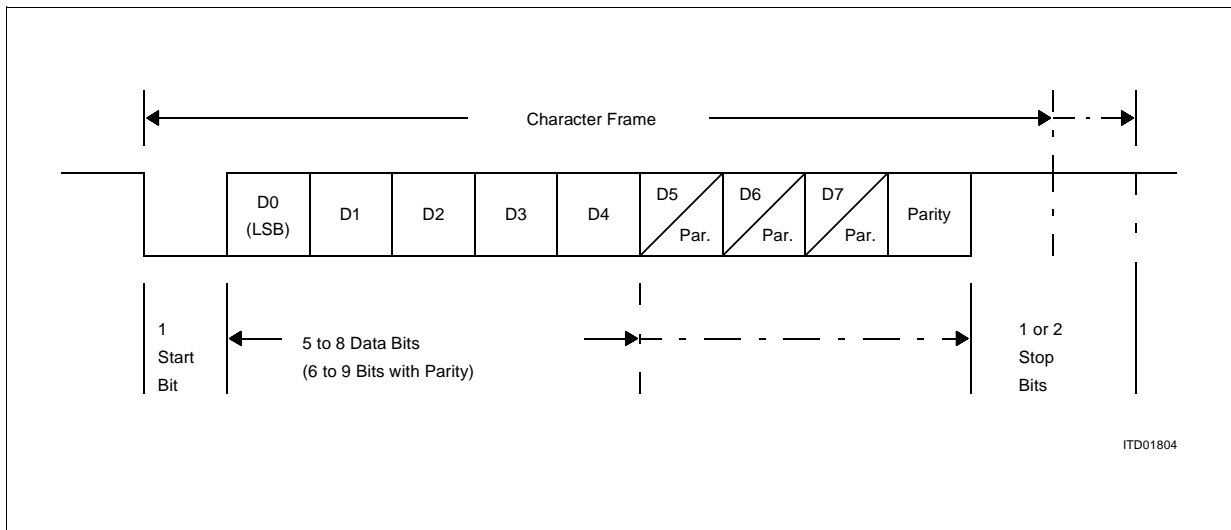 Character Frame
D0
(LSB)
D1
D2
D3
D4
D5
Par.
D6
Par.
D7
Par.
Parity
1
Start
Bit
5 to 8 Data Bits
(6 to 9 Bits with Parity)
1 or 2
Stop
Bits
ITD01804